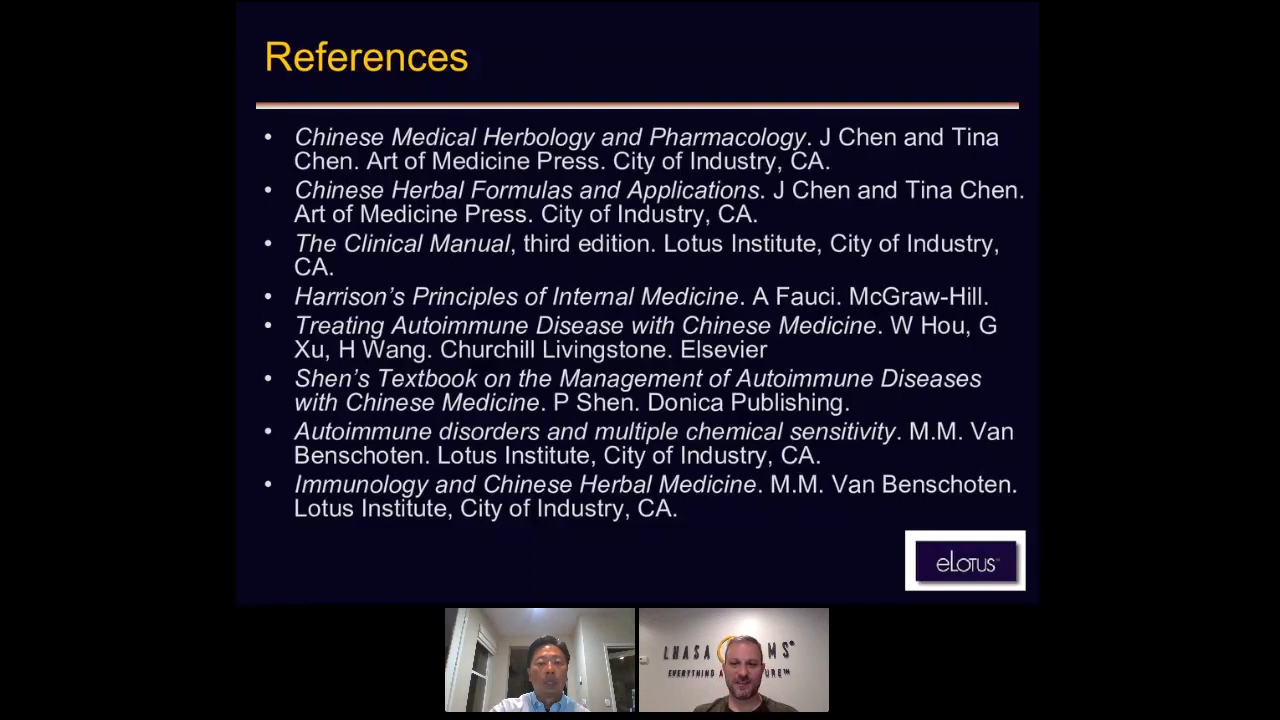 References
• Chinese Medical Herbology and Pharmacology. J Chen and Tina
Chen. Art of Medicine Press. City of Industry, CA.
• Chinese Herbal Formulas and Applications. J Chen and Tina Chen.
Art of Medicine Press. City of Industry, CA.
• The Clinical Manual, third edition. Lotus Institute, City of Industry,
CA.
• Harrison’s Principles of Internal Medicine. A Fauci. McGraw-Hill.
• Treating Autoimmune Disease with Chinese Medicine. W Hou, G
Xu, H Wang. Churchill Livingstone. Elsevier
• Shen’s Textbook on the Management of Autoimmune Diseases
with Chinese Medicine. P Shen. Donica Publishing.
• Autoimmune disorders and multiple chemical sensitivity. M.M. Van
Benschoten. Lotus Institute, City of Industry, CA.
• Immunology and Chinese Herbal Medicine. M.M. Van Benschoten.
Lotus Institute, City of Industry, CA.
eLotus™
LHASA MS®
EVERYTHING